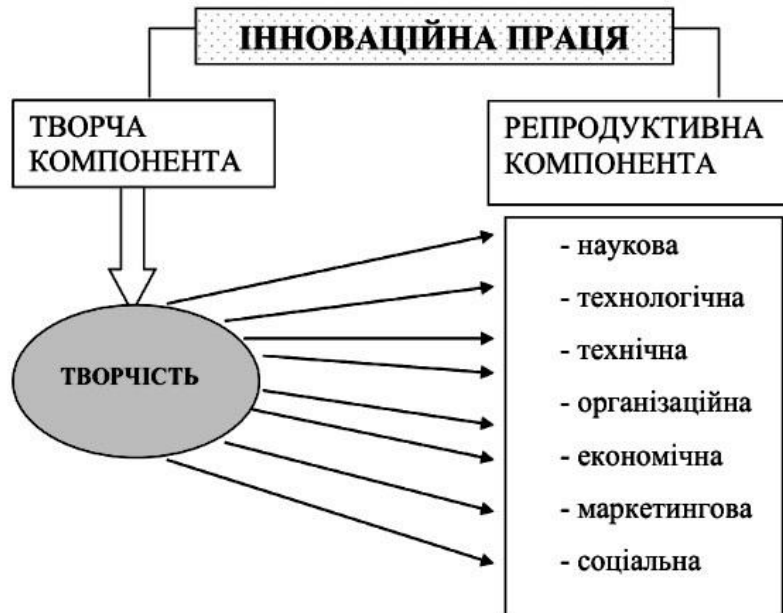 ІННОВАЦІЙНА ПРАЦЯ
ТВОРЧА
КОМПОНЕНТА
РЕПРОДУКТИВНА
КОМПОНЕНТА
ТВОРЧІСТЬ
- наукова
- технологічна
- технічна
- організаційна
- економічна
- маркетингова
- соціальна